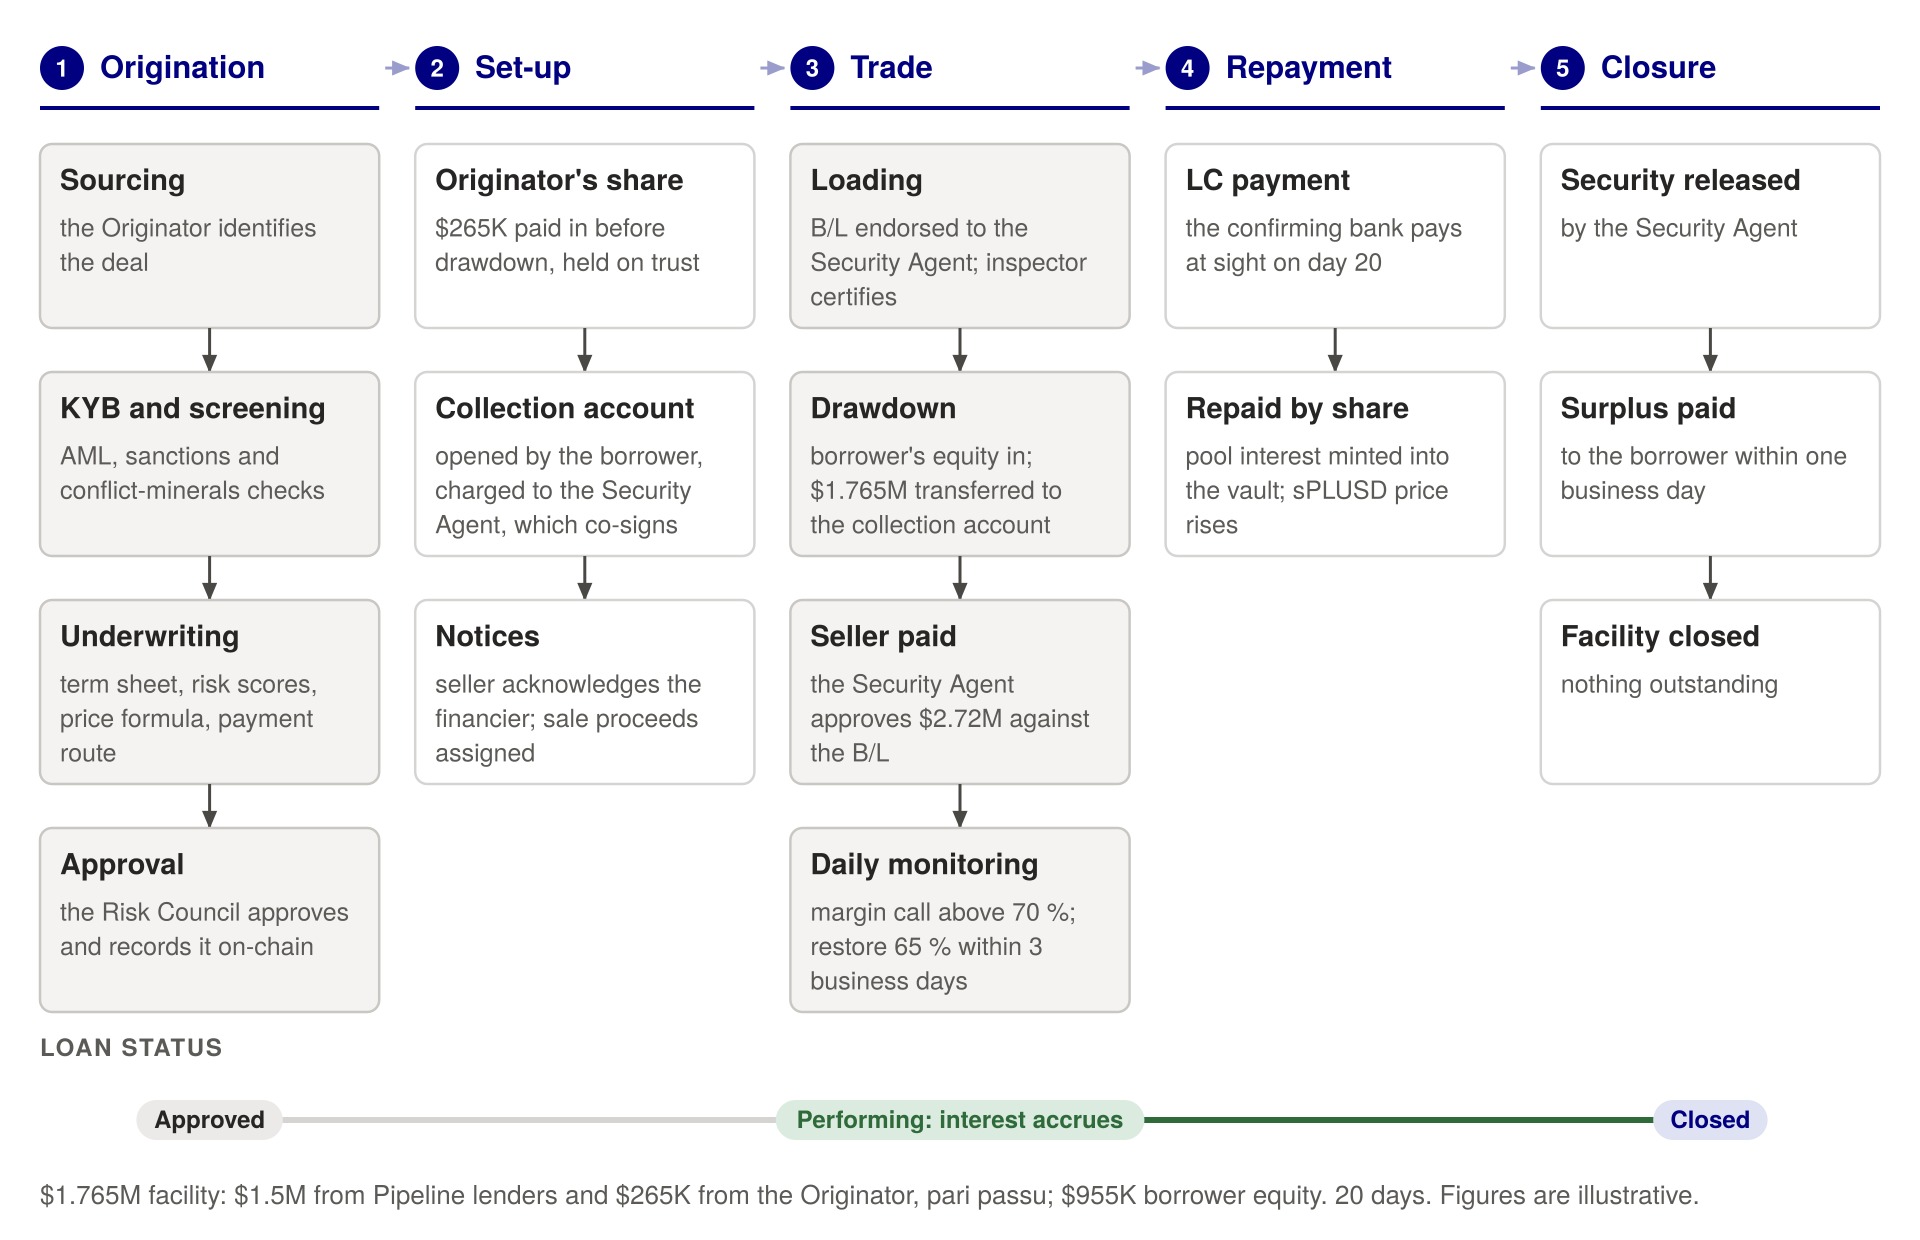 1 Origination
2 Set-up
3 Trade
4 Repayment
5 Closure
Sourcing
the Originator identifies
the deal
KYB and screening
AML, sanctions and
conflict-minerals checks
Underwriting
term sheet, risk scores,
price formula, payment
route
Approval
the Risk Council approves
and records it on-chain
Originator's share
$265K paid in before
drawdown, held on trust
Collection account
opened by the borrower,
charged to the Security
Agent, which co-signs
Notices
seller acknowledges the
financier; sale proceeds
assigned
Loading
B/L endorsed to the
Security Agent; inspector
certifies
Drawdown
borrower's equity in;
$1.765M transferred to
the collection account
Seller paid
the Security Agent
approves $2.72M against
the B/L
Daily monitoring
margin call above 70 %;
restore 65 % within 3
business days
LC payment
the confirming bank pays
at sight on day 20
Repaid by share
pool interest minted into
the vault; sPLUSD price
rises
Security released
by the Security Agent
Surplus paid
to the borrower within one
business day
Facility closed
nothing outstanding
LOAN STATUS
Approved
Performing: interest accrues
Closed
$1.765M facility: $1.5M from Pipeline lenders and $265K from the Originator, pari passu; $955K borrower equity. 20 days. Figures are illustrative.